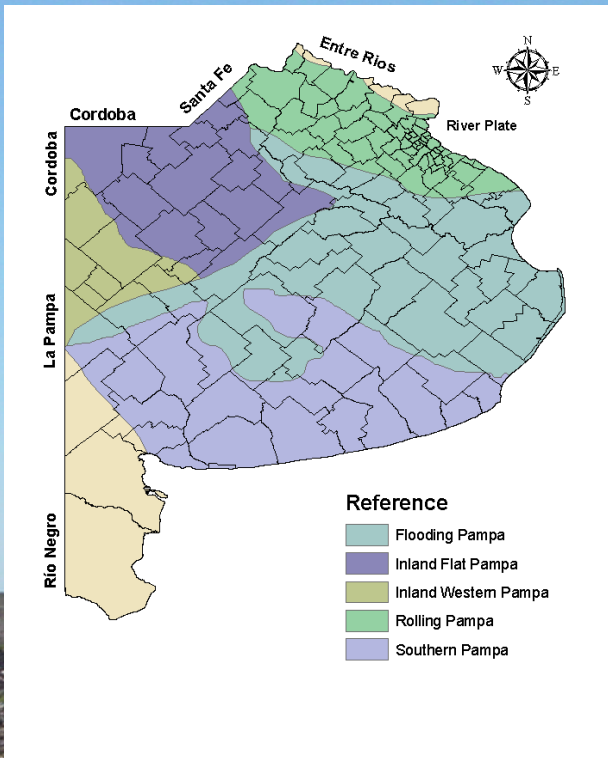 Entre Rios
N
W
E
S
Santa Fe
Cordoba
River Plate
Cordoba
La Pampa
Río Negro
Reference
Flooding Pampa
Inland Flat Pampa
Inland Western Pampa
Rolling Pampa
Southern Pampa